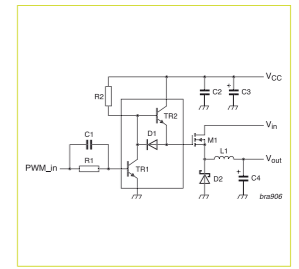 VCC
R2
TR2
C2
C3
Vin
D1
M1
C1
L1
Vout
PWM_in
R1
TR1
D2
C4
bra906